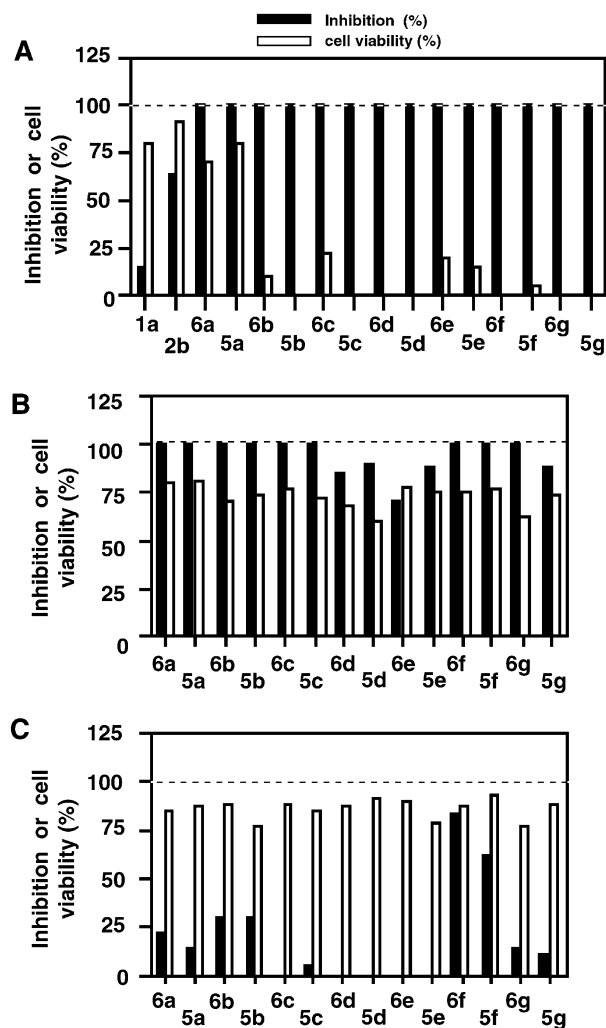 Inhibition (%)
cell viability (%)
A
Inhibition or cell
viability (%)
125
100
75
50
25
0
1a 2b 6a 5a 6b 5b 6c 5c 6d 5d 6e 5e 6f 5f 6g 5g
B
Inhibition or cell
viability (%)
125
100
75
50
25
0
6a 5a 6b 5b 6c 5c 6d 5d 6e 5e 6f 5f 6g 5g
C
Inhibition or cell
viability (%)
125
100
75
50
25
0
6a 5a 6b 5b 6c 5c 6d 5d 6e 5e 6f 5f 6g 5g